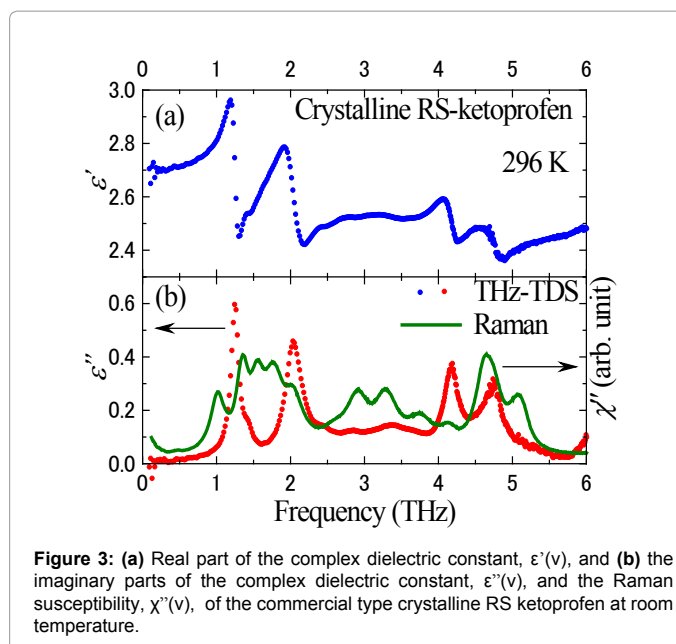 0 1 2 3 4 5 6
3.0
(a) Crystalline RS-ketoprofen
2.8
296 K
ε'
2.6
2.4
(b) THz-TDS
0.6
Raman
0.4
ε''
χ'' (arb. unit)
0.2
0.0
0 1 2 3 4 5 6
Frequency (THz)
Figure 3: (a) Real part of the complex dielectric constant, ε’(ν), and (b) the
imaginary parts of the complex dielectric constant, ε’’(ν), and the Raman
susceptibility, χ’’(ν), of the commercial type crystalline RS ketoprofen at room
temperature.